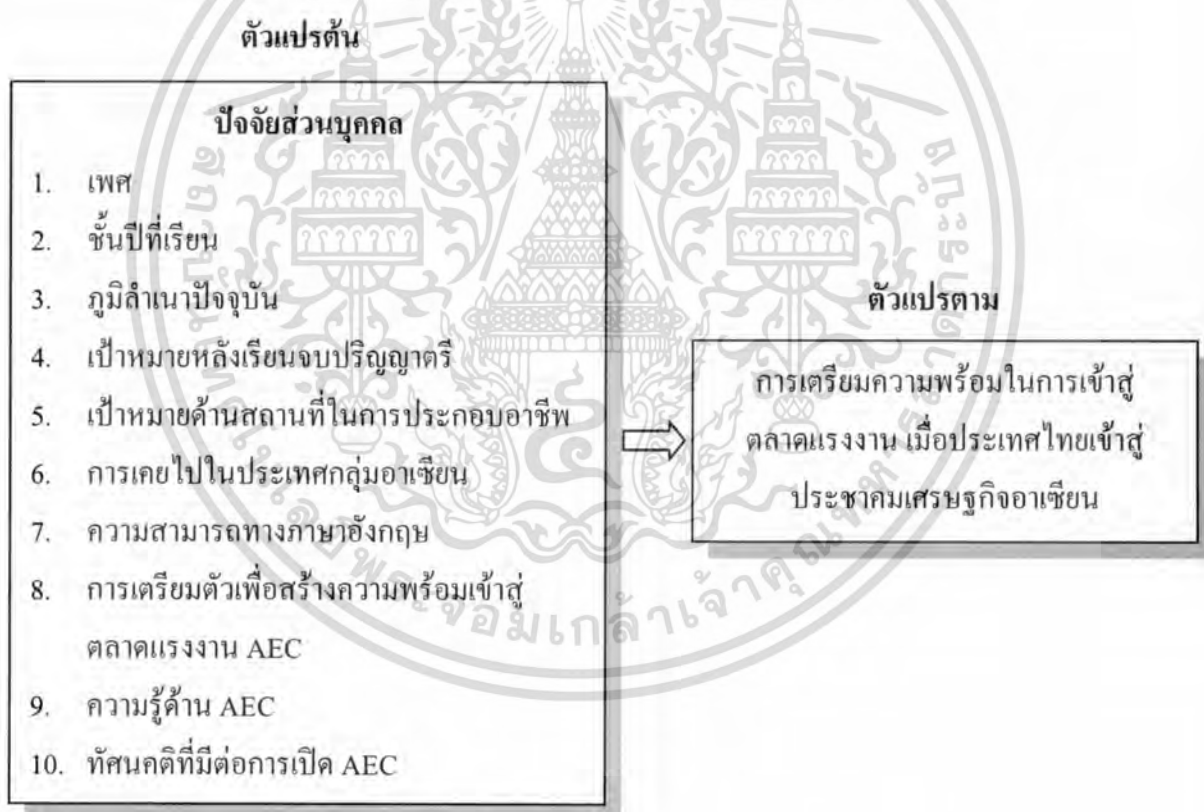 ตัวแปรต้น
ปัจจัยส่วนบุคคล
1. เพศ
2. ชั้นปีที่เรียน
3. ภูมิลำเนาปัจจุบัน
4. เป้าหมายหลังเรียนจบปริญญาตรี
5. เป้าหมายด้านสถานที่ในการประกอบอาชีพ
6. การเคยไปในประเทศกลุ่มอาเซียน
7. ความสามารถทางภาษาอังกฤษ
8. การเตรียมตัวเพื่อสร้างความพร้อมเข้าสู่
ตลาดแรงงาน AEC
9. ความรู้ด้าน AEC
10. ทัศนคติที่มีต่อการเปิด AEC
ตัวแปรตาม
การเตรียมความพร้อมในการเข้าสู่
ตลาดแรงงาน เมื่อประเทศไทยเข้าสู่
ประชาคมเศรษฐกิจอาเซียน